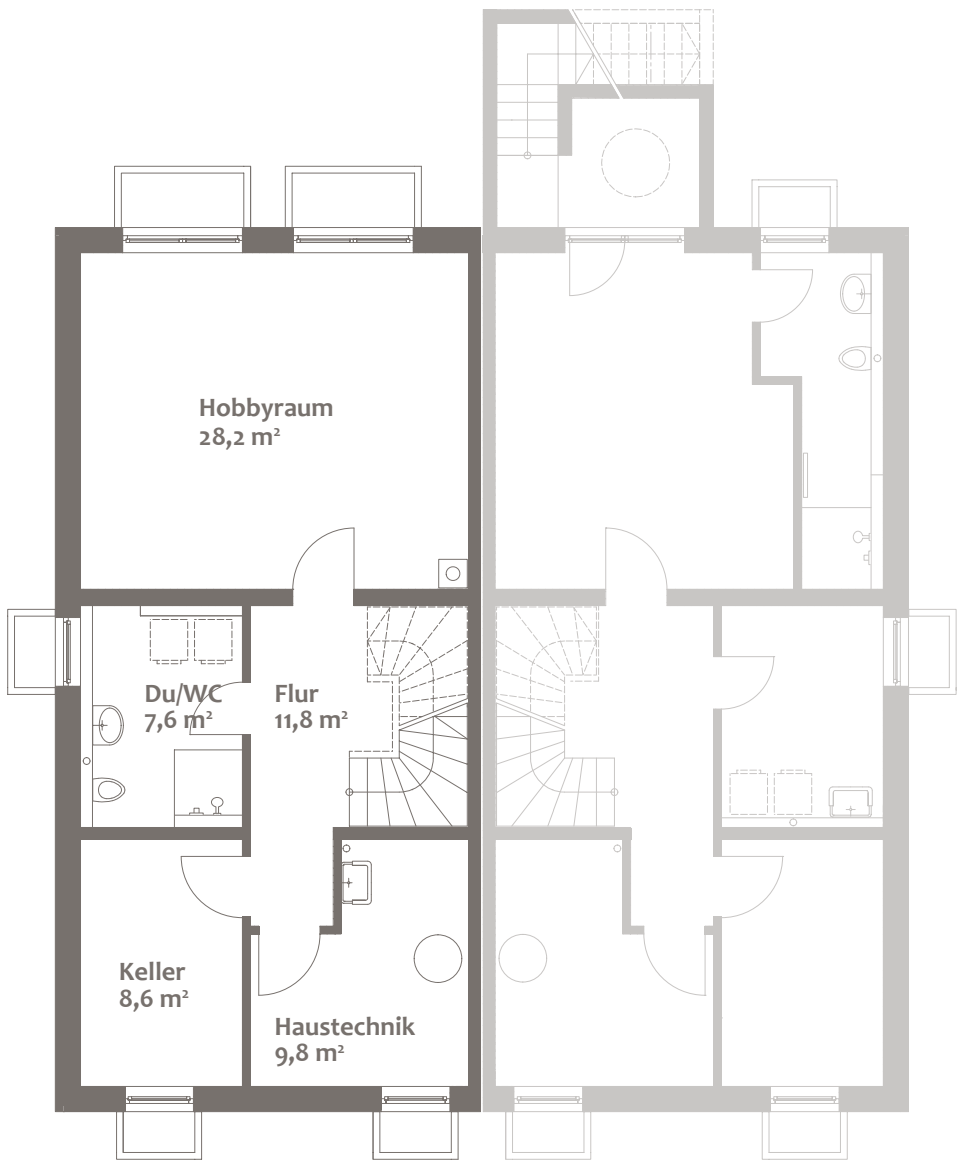 Hobbyraum
28,2 m²
Du/WC
7,6 m²
Flur
11,8 m²
Keller
8,6 m²
Haustechnik
9,8 m²